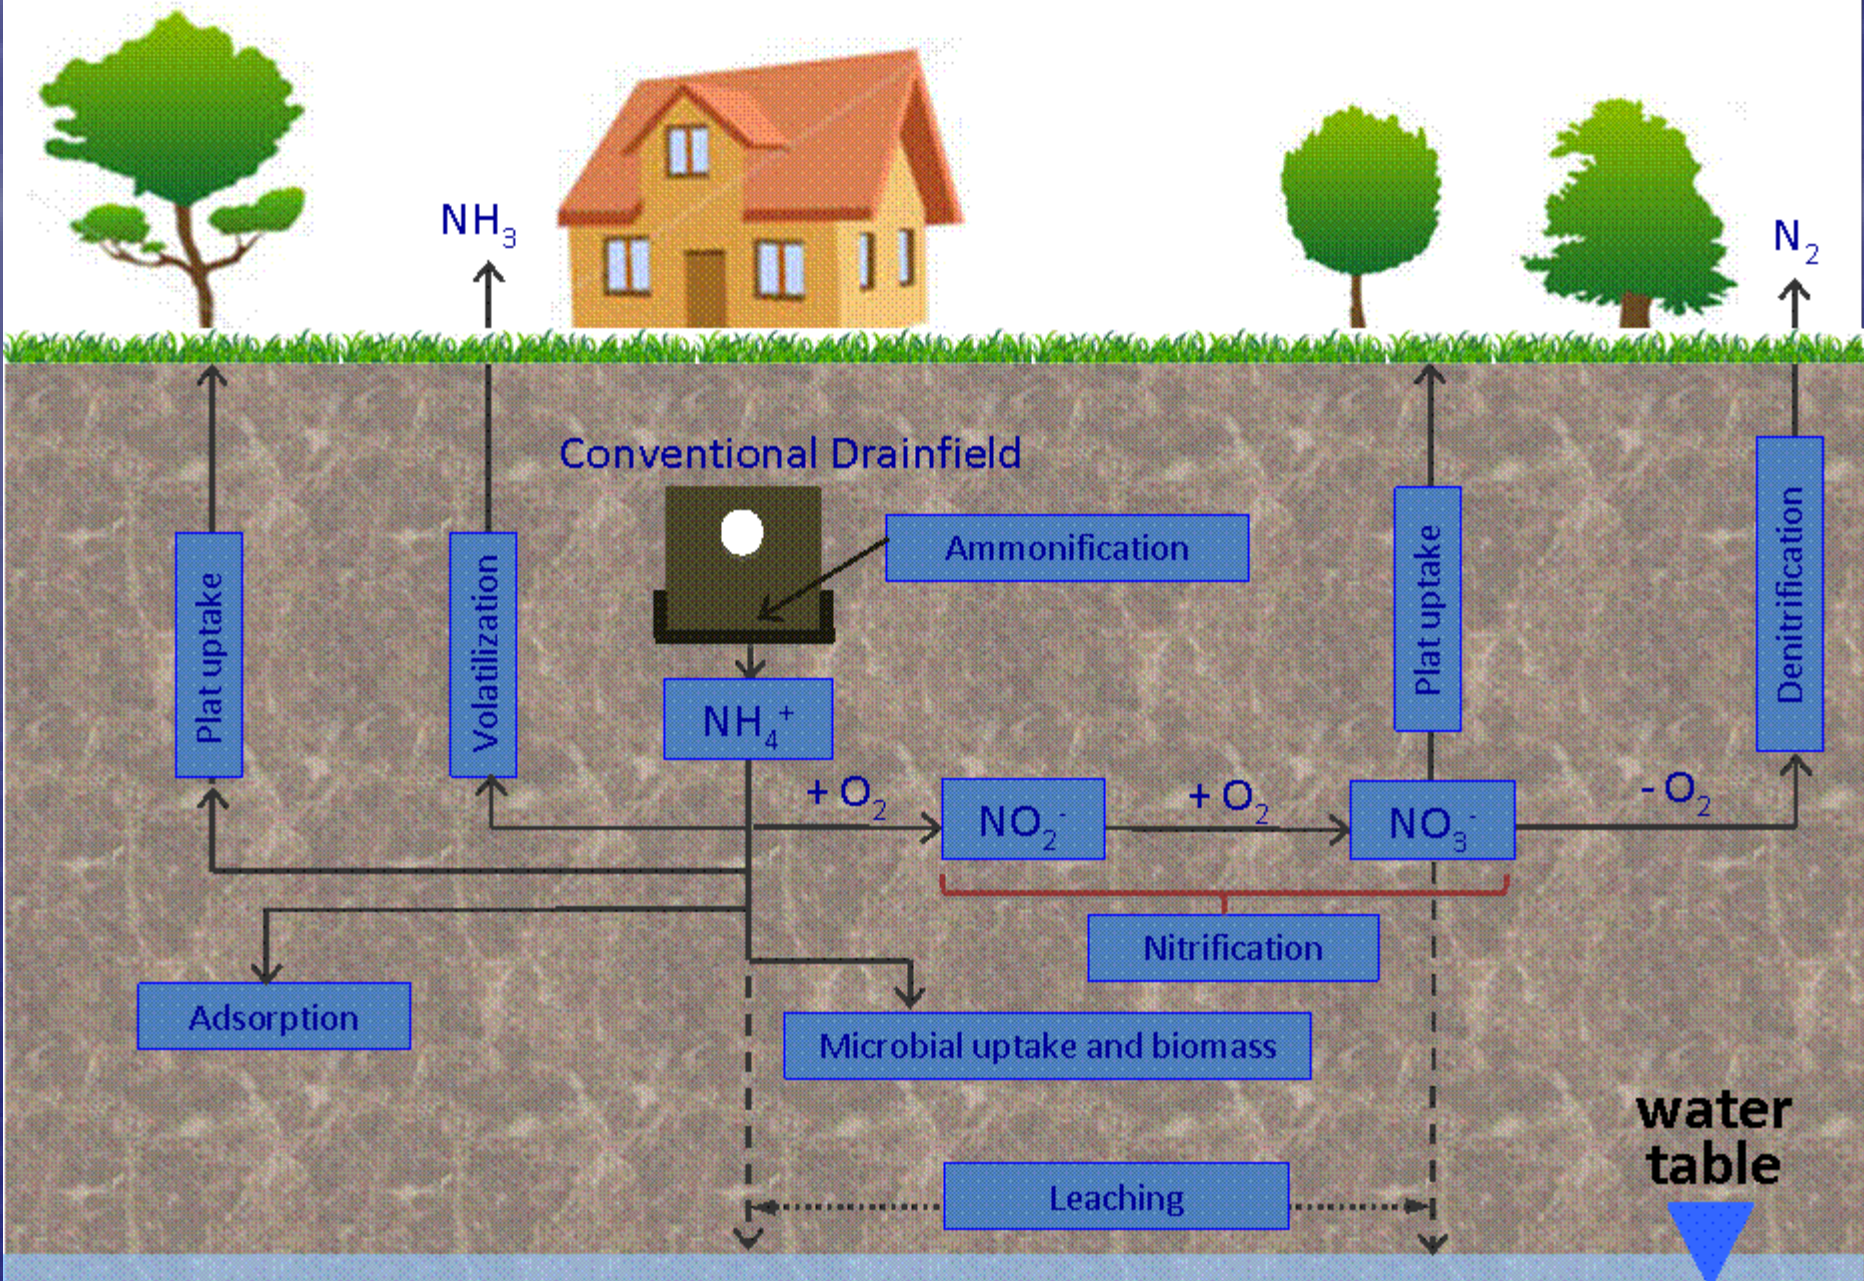 NH3
N2
Conventional Drainfield
Ammonification
Plat uptake
Volatilization
Plat uptake
Denitrification
NH4+
+ O2
NO2-
+ O2
NO3-
- O2
Nitrification
Adsorption
Microbial uptake and biomass
water
table
Leaching